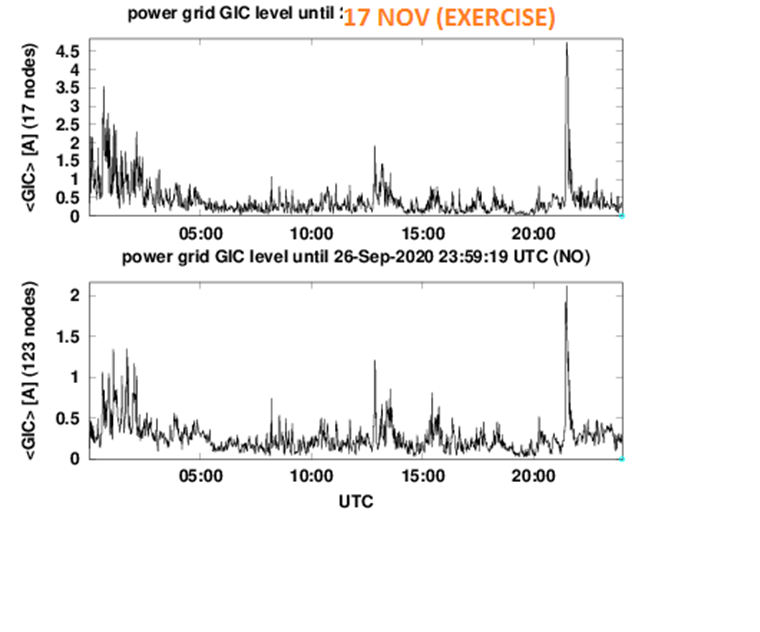 power grid GIC level until 17 NOV (EXERCISE)
<GIC> [A] (17 nodes)
4.5
4
3.5
3
2.5
2
1.5
1
0.5
0
05:00 10:00 15:00 20:00
power grid GIC level until 26-Sep-2020 23:59:19 UTC (NO)
<GIC> [A] (123 nodes)
2
1.5
1
0.5
0
05:00 10:00 15:00 20:00
UTC